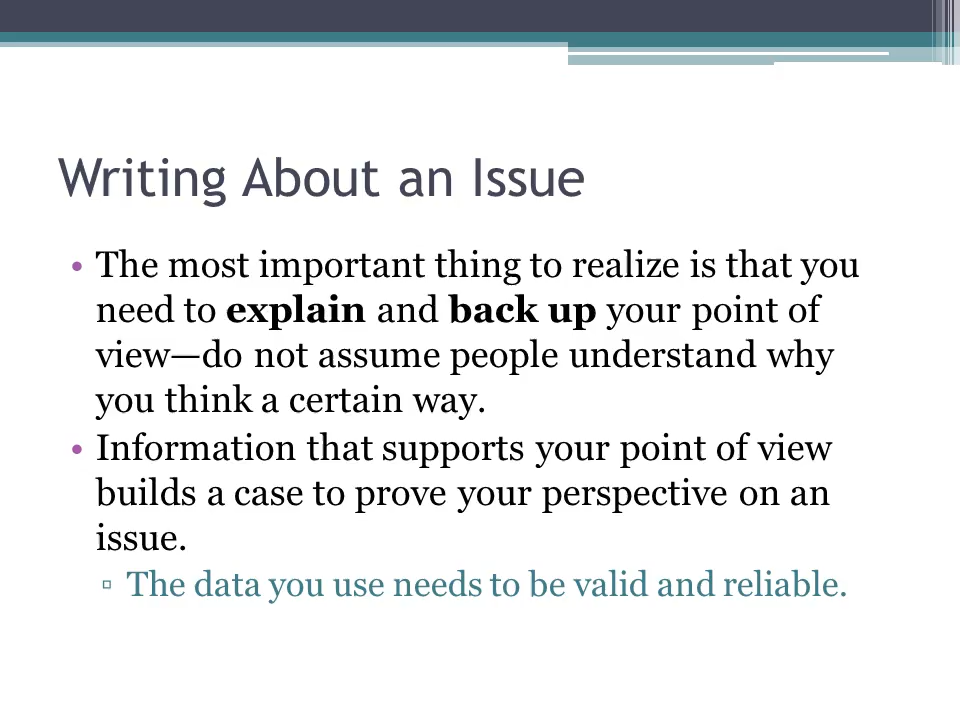 Writing About an Issue
• The most important thing to realize is that you
need to explain and back up your point of
view—do not assume people understand why
you think a certain way.
• Information that supports your point of view
builds a case to prove your perspective on an
issue.
▫ The data you use needs to be valid and reliable.